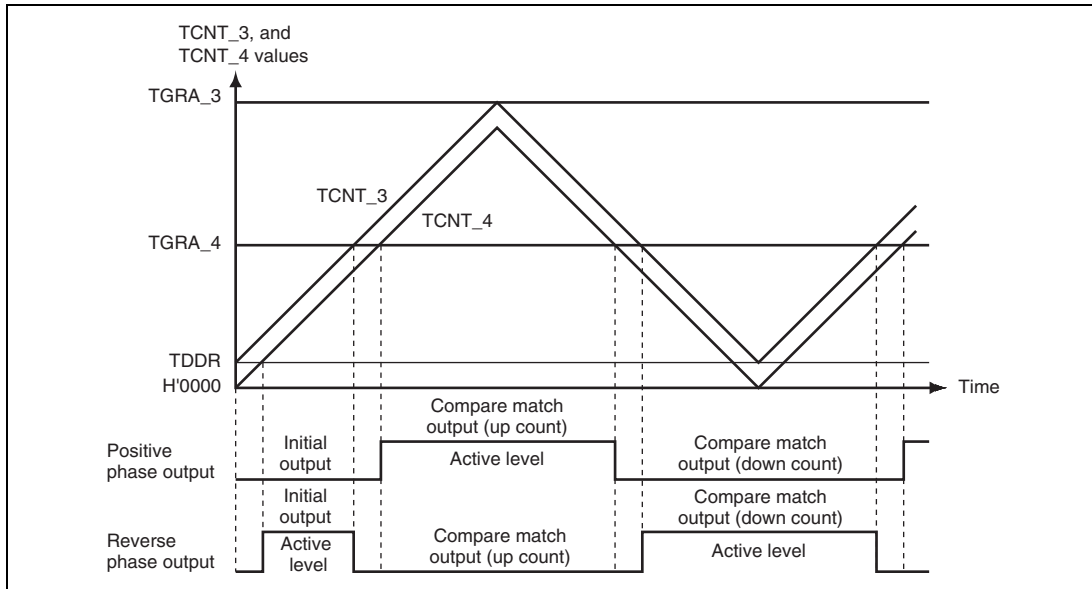 TCNT_3, and
TCNT_4 values
TGRA_3
TCNT_3
TCNT_4
TGRA_4
TDDR
H'0000
Time
Positive
phase output
Initial
output
Compare match
output (up count)
Active level
Compare match
output (down count)
Reverse
phase output
Initial
output
Active
level
Compare match
output (up count)
Compare match
output (down count)
Active level